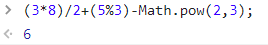 > (3*8)/2+(5%3)-Math.pow(2,3);
< 6